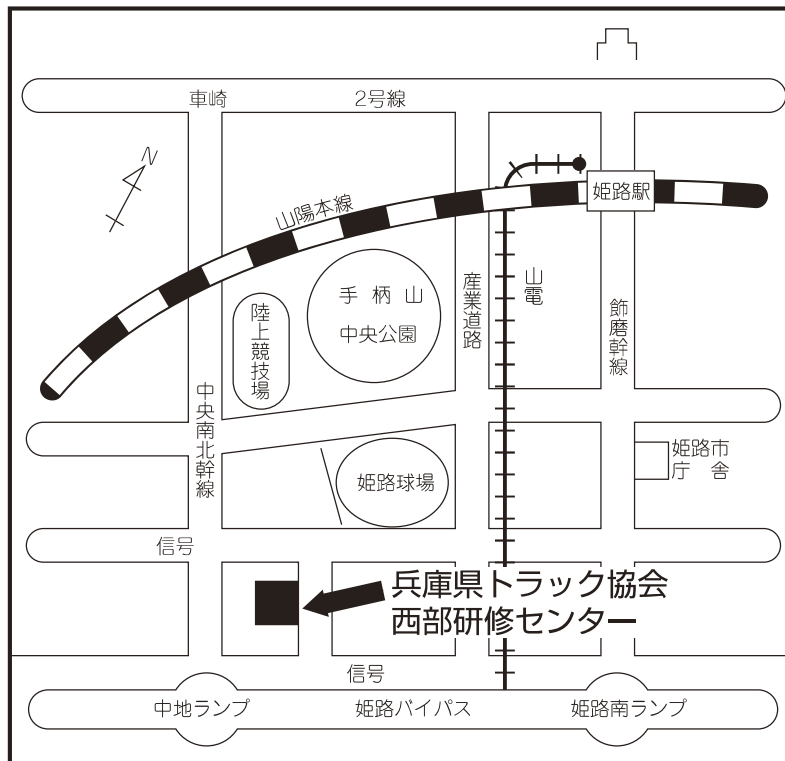 車崎
2号線
N
山陽本線
姫路駅
山電
産業道路
手柄山
中央公園
陸上競技場
飾磨幹線
中央南北幹線
姫路市
庁舎
姫路球場
信号
兵庫県トラック協会
西部研修センター
信号
中地ランプ
姫路バイパス
姫路南ランプ